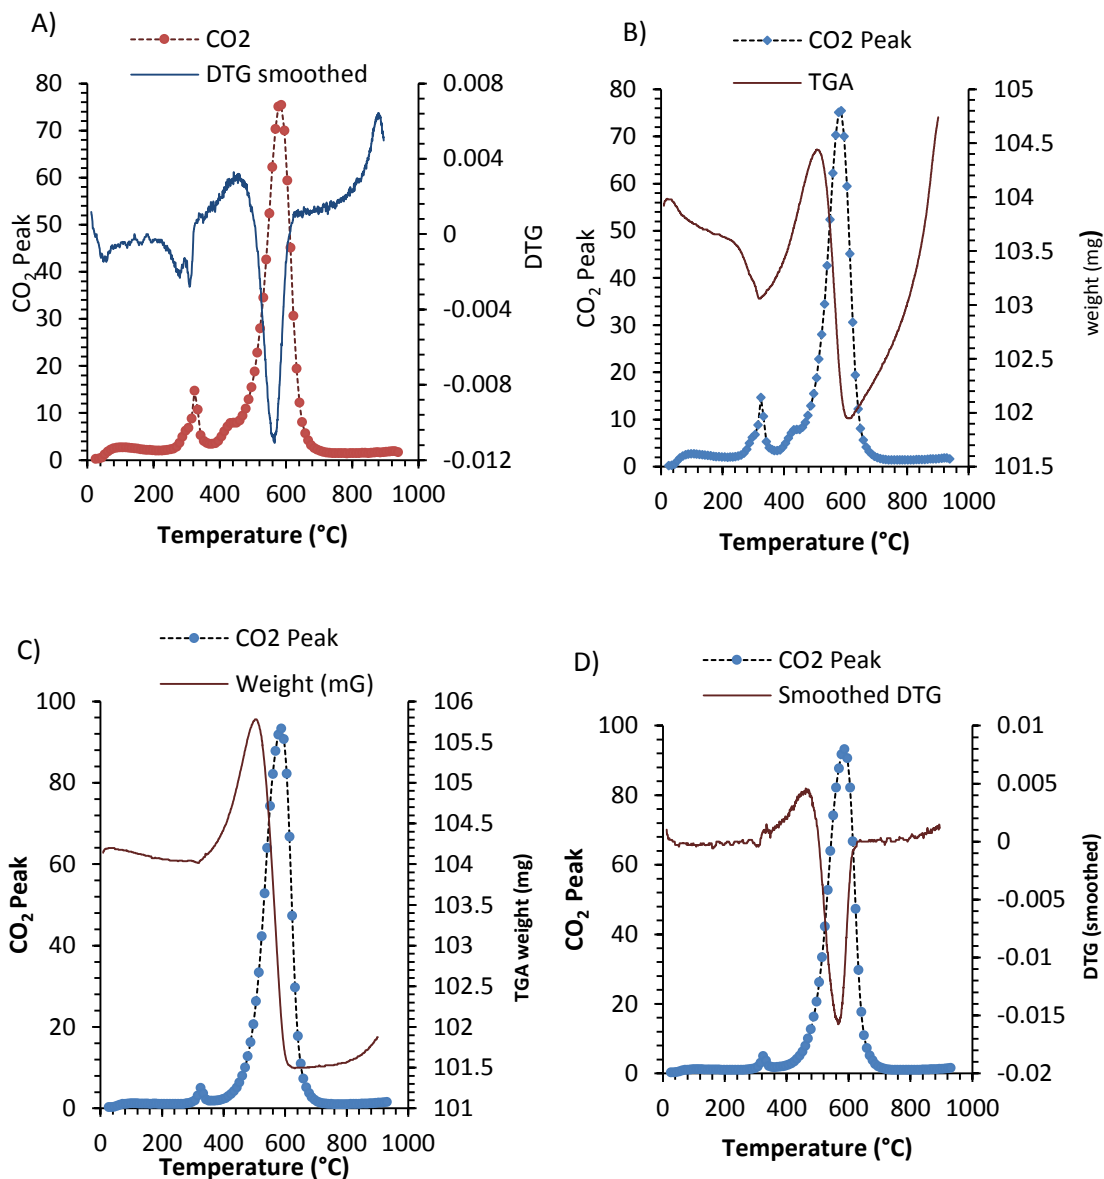 A)
CO2
DTG smoothed
80
70
60
50
40
30
20
10
0
0.008
0.004
0
-0.004
-0.008
-0.012
0 200 400 600 800 1000
CO2 Peak
DTG
Temperature (°C)
B)
CO2 Peak
TGA
80
70
60
50
40
30
20
10
0
105
104.5
104
103.5
103
102.5
102
101.5
0 200 400 600 800 1000
CO2 Peak
weight (mg)
Temperature (°C)
C)
CO2 Peak
Weight (mG)
100
80
60
40
20
0
106
105.5
105
104.5
104
103.5
103
102.5
102
101.5
101
0 200 400 600 800 1000
CO2 Peak
TGA weight (mg)
Temperature (°C)
D)
CO2 Peak
Smoothed DTG
100
80
60
40
20
0
0.01
0.005
0
-0.005
-0.01
-0.015
-0.02
0 200 400 600 800 1000
CO2 Peak
DTG (smoothed)
Temperature (°C)